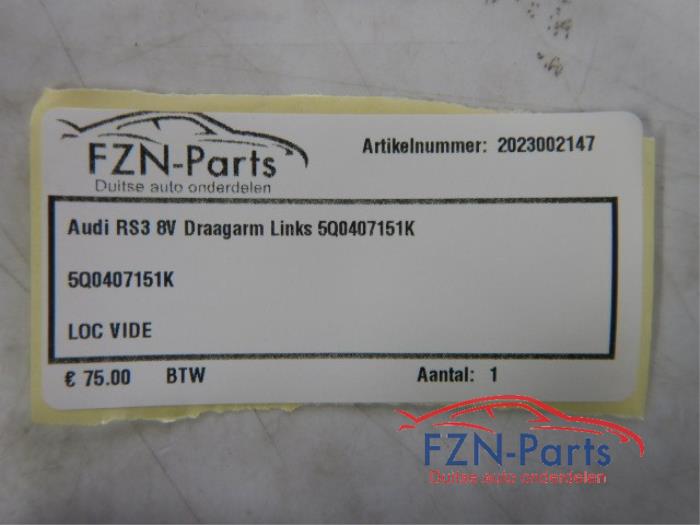 FZN-Parts
Duitse auto onderdelen
Artikelnummer: 2023002147
Audi RS3 8V Draagarm Links 5Q0407151K
5Q0407151K
LOC VIDE
€ 75.00 BTW Aantal: 1
FZN-Parts
Duitse auto onderdelen